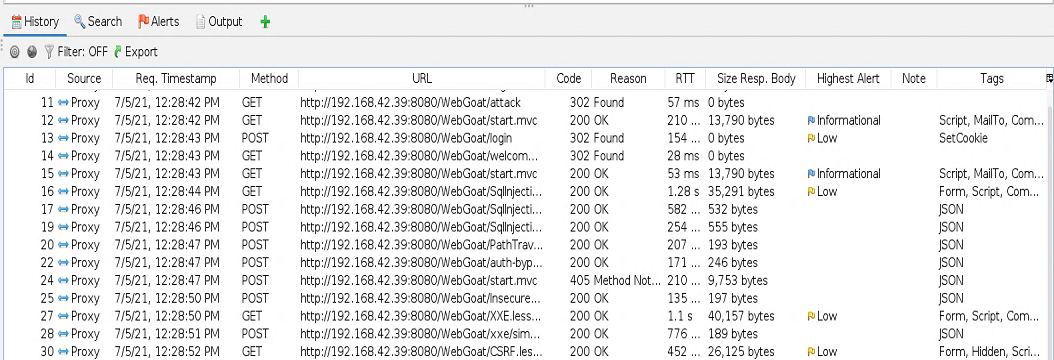 History Search Alerts Output
Filter: OFF Export
Id Source Req. Timestamp Method URL Code Reason RTT Size Resp. Body Highest Alert Note Tags
11 Proxy 7/5/21, 12:28:42 PM GET http://192.168.42.39:8080/WebGoat/attack 302 Found 57 ms 0 bytes
12 Proxy 7/5/21, 12:28:42 PM GET http://192.168.42.39:8080/WebGoat/start.mvc 200 OK 210 ... 13,790 bytes Informational Script, MailTo, Com...
13 Proxy 7/5/21, 12:28:43 PM POST http://192.168.42.39:8080/WebGoat/login 302 Found 154 ... 0 bytes Low SetCookie
14 Proxy 7/5/21, 12:28:43 PM GET http://192.168.42.39:8080/WebGoat/welcom... 302 Found 28 ms 0 bytes
15 Proxy 7/5/21, 12:28:43 PM GET http://192.168.42.39:8080/WebGoat/start.mvc 200 OK 53 ms 13,790 bytes Informational Script, MailTo, Com...
16 Proxy 7/5/21, 12:28:44 PM GET http://192.168.42.39:8080/WebGoat/SqlInjecti... 200 OK 1.28 s 35,291 bytes Low Form, Script, Com...
17 Proxy 7/5/21, 12:28:46 PM POST http://192.168.42.39:8080/WebGoat/SqlInjecti... 200 OK 582 ... 532 bytes JSON
19 Proxy 7/5/21, 12:28:46 PM POST http://192.168.42.39:8080/WebGoat/SqlInjecti... 200 OK 254 ... 555 bytes JSON
20 Proxy 7/5/21, 12:28:47 PM POST http://192.168.42.39:8080/WebGoat/PathTrav... 200 OK 207 ... 193 bytes JSON
22 Proxy 7/5/21, 12:28:47 PM POST http://192.168.42.39:8080/WebGoat/auth-byp... 200 OK 171 ... 246 bytes JSON
24 Proxy 7/5/21, 12:28:47 PM POST http://192.168.42.39:8080/WebGoat/start.mvc 405 Method Not... 210 ... 9,753 bytes JSON
25 Proxy 7/5/21, 12:28:50 PM POST http://192.168.42.39:8080/WebGoat/Insecure... 200 OK 135 ... 197 bytes JSON
27 Proxy 7/5/21, 12:28:50 PM GET http://192.168.42.39:8080/WebGoat/XXE.less... 200 OK 1.1 s 40,157 bytes Low Form, Script, Com...
28 Proxy 7/5/21, 12:28:51 PM POST http://192.168.42.39:8080/WebGoat/xxe/sim... 200 OK 776 ... 189 bytes JSON
30 Proxy 7/5/21, 12:28:52 PM GET http://192.168.42.39:8080/WebGoat/CSRF.les... 200 OK 452 ... 26,125 bytes Low Form, Hidden, Scri...